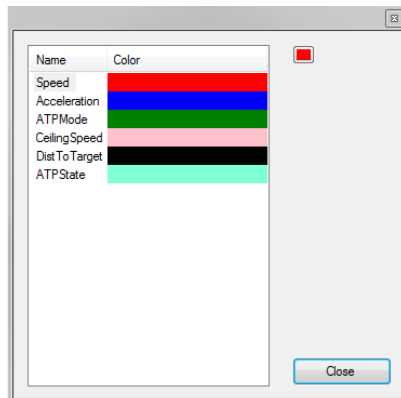 Name Color
Speed
Acceleration
ATPMode
CeilingSpeed
DistToTarget
ATPState
Close